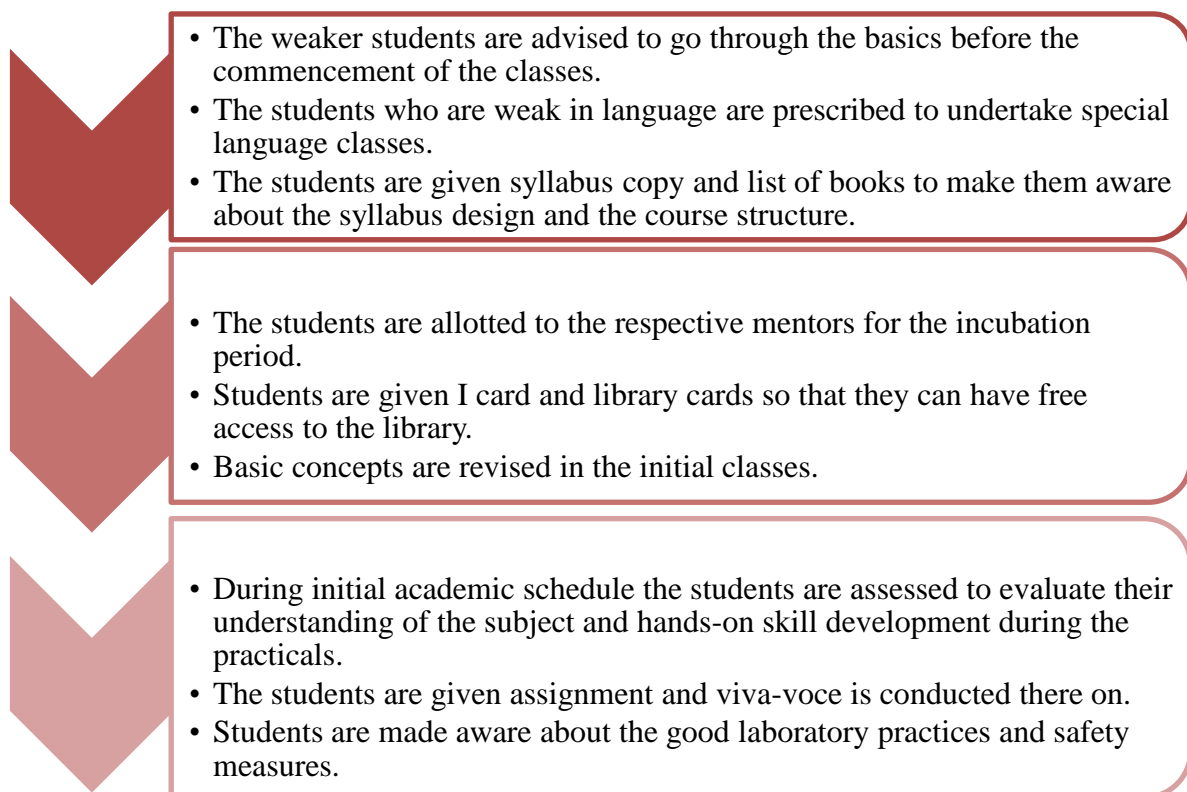 • The weaker students are advised to go through the basics before the
commencement of the classes.
• The students who are weak in language are prescribed to undertake special
language classes.
• The students are given syllabus copy and list of books to make them aware
about the syllabus design and the course structure.
• The students are allotted to the respective mentors for the incubation
period.
• Students are given I card and library cards so that they can have free
access to the library.
• Basic concepts are revised in the initial classes.
• During initial academic schedule the students are assessed to evaluate their
understanding of the subject and hands-on skill development during the
practicals.
• The students are given assignment and viva-voce is conducted there on.
• Students are made aware about the good laboratory practices and safety
measures.